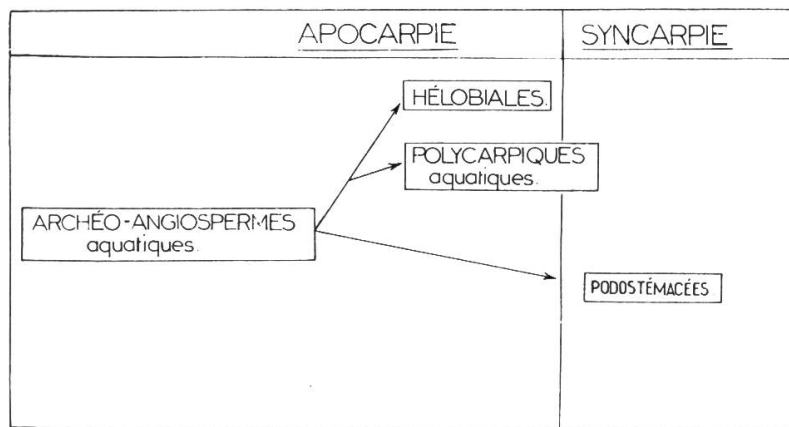 APOCARPIE
SYNCARPIE
HÉLOBIALES.
POLYCARPIQUES
aquatiques.
ARCHÉO-ANGIOSPERMES
aquatiques.
PODOSTÉMACÉES